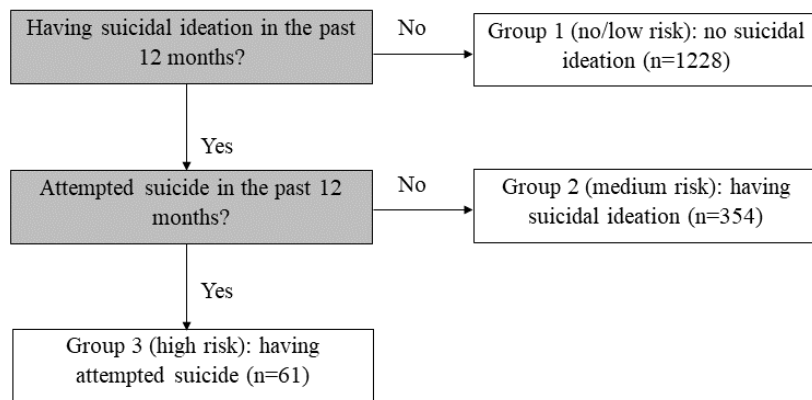 Having suicidal ideation in the past
12 months?
No
Group 1 (no/low risk): no suicidal
ideation (n=1228)
Yes
Attempted suicide in the past 12
months?
No
Group 2 (medium risk): having
suicidal ideation (n=354)
Yes
Group 3 (high risk): having
attempted suicide (n=61)